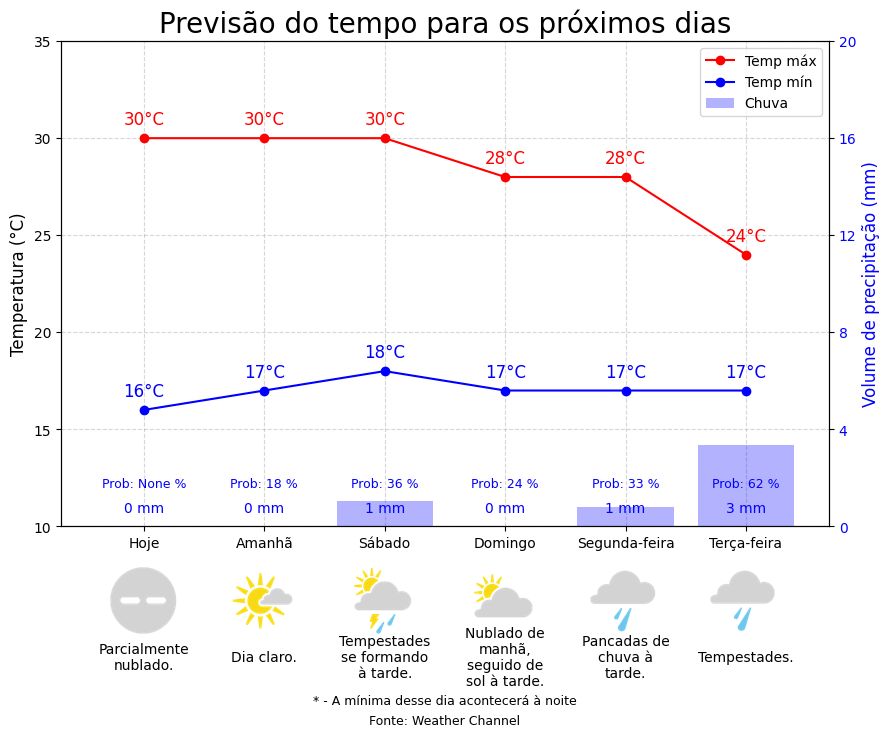 Previsão do tempo para os próximos dias
35
30
25
20
15
10
Temperatura (°C)
20
16
12
8
4
0
Volume de precipitação (mm)
Temp máx
Temp mín
Chuva
30°C 30°C 30°C 28°C 28°C 24°C
16°C 17°C 18°C 17°C 17°C 17°C
Prob: None % Prob: 18 % Prob: 36 % Prob: 24 % Prob: 33 % Prob: 62 %
0 mm 0 mm 1 mm 0 mm 1 mm 3 mm
Hoje Amanhã Sábado Domingo Segunda-feira Terça-feira
Parcialmente
nublado.
Dia claro.
Tempestades
se formando
à tarde.
Nublado de
manhã,
seguido de
sol à tarde.
Pancadas de
chuva à
tarde.
Tempestades.
* - A mínima desse dia acontecerá à noite
Fonte: Weather Channel